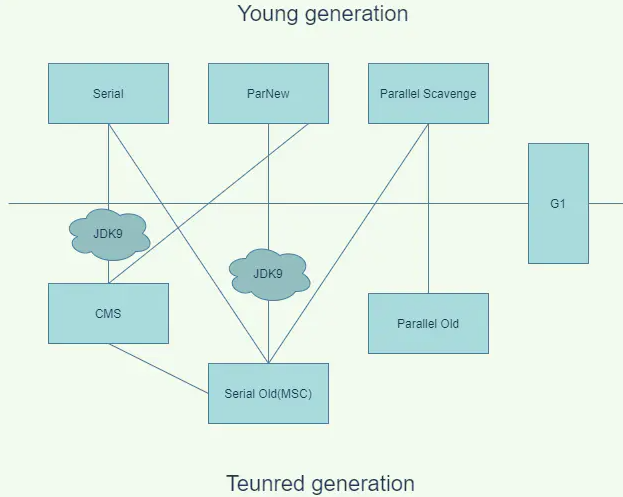 Young generation
Serial
ParNew
Parallel Scavenge
G1
JDK9
JDK9
CMS
Parallel Old
Serial Old(MSC)
Teunred generation